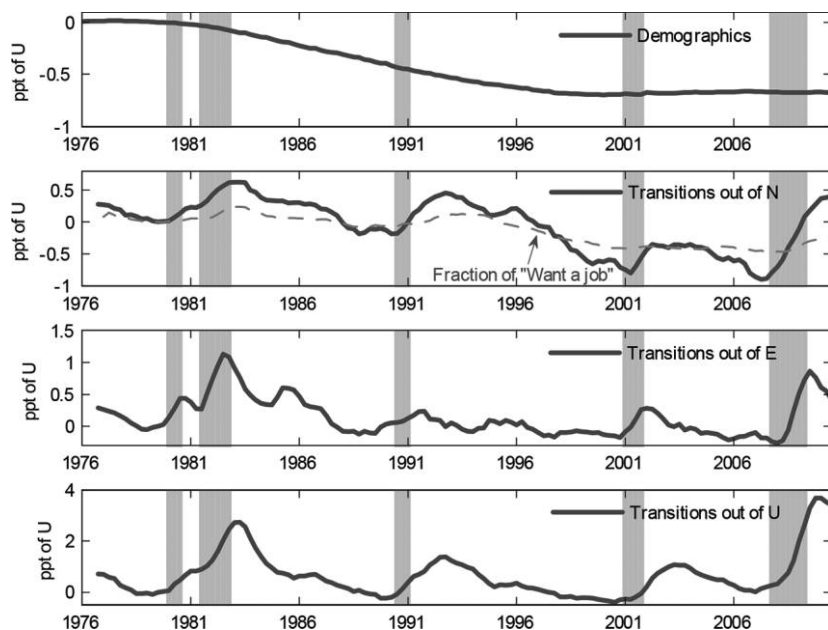 0
-0.5
-1
ppt of U
Demographics
1976 1981 1986 1991 1996 2001 2006
0.5
0
-0.5
-1
ppt of U
Transitions out of N
Fraction of "Want a job"
1976 1981 1986 1991 1996 2001 2006
1.5
1
0.5
0
ppt of U
Transitions out of E
1976 1981 1986 1991 1996 2001 2006
4
2
0
ppt of U
Transitions out of U
1976 1981 1986 1991 1996 2001 2006